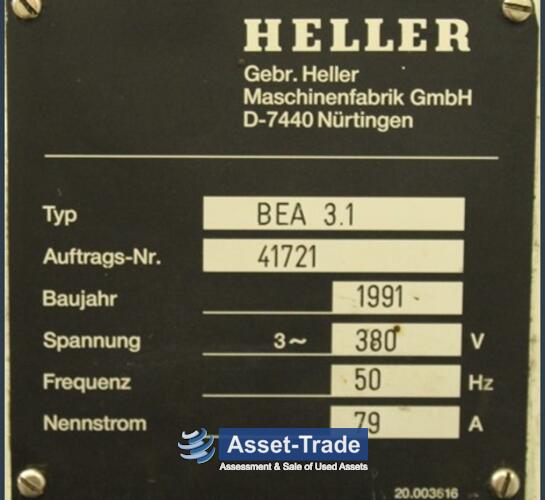 HELLER
Gebr. Heller
Maschinenfabrik GmbH
D-7440 Nürtingen
Typ BEA 3.1
Auftrags-Nr. 41721
Baujahr 1991
Spannung 3~ 380 V
Frequenz 50 Hz
Nennstrom 79 A
Asset-Trade
Assessment & Sale of Used Assets
20.003616